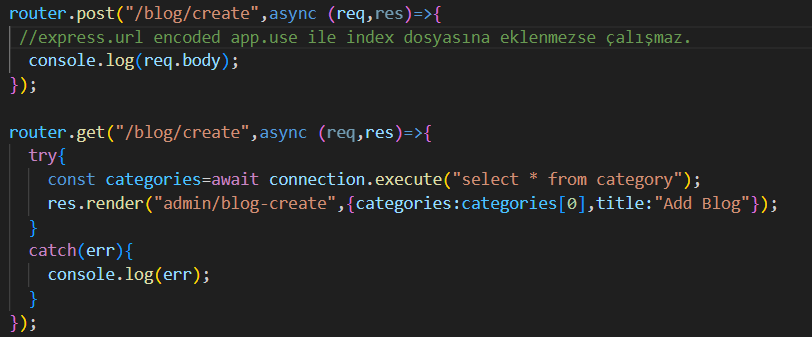 router.post("/blog/create",async (req,res)=>{
//express.url encoded app.use ile index dosyasına eklenmezse çalışmaz.
console.log(req.body);
});
router.get("/blog/create",async (req,res)=>{
try{
const categories=await connection.execute("select * from category");
res.render("admin/blog-create",{categories:categories[0],title:"Add Blog"});
}
catch(err){
console.log(err);
}
});